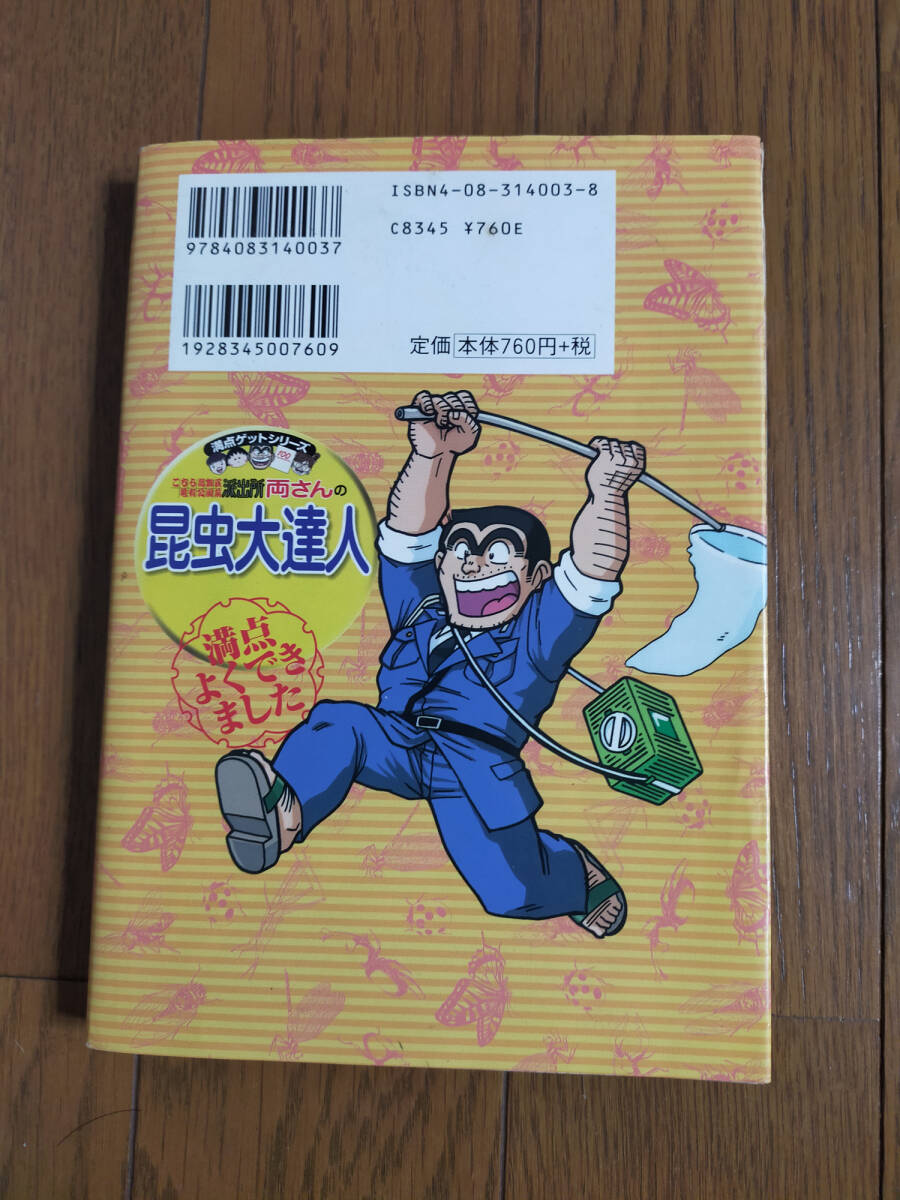 ISBN4-08-314003-8
9784083140037
C8345 ¥760E
1928345007609
定価 本体760円+税
満点ゲットシリーズ
100
こちら葛飾区
亀有公園前
派出所 両さんの
昆虫大達人
満点
よくでき
ました